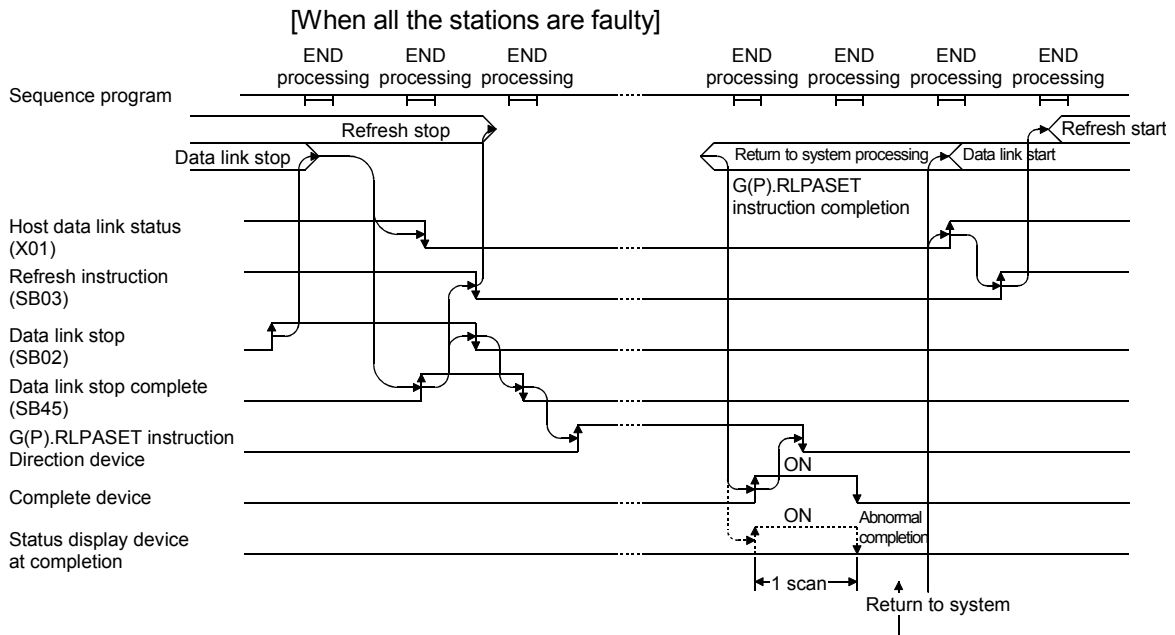 [When all the stations are faulty]
END processing
END processing
END processing
END processing
END processing
END processing
END processing
Sequence program
Refresh stop
Refresh start
Data link stop
Return to system processing
Data link start
G(P).RLPASET
instruction completion
Host data link status
(X01)
Refresh instruction
(SB03)
Data link stop
(SB02)
Data link stop complete
(SB45)
G(P).RLPASET instruction
Direction device
ON
Complete device
ON
Abnormal
completion
Status display device
at completion
1 scan
Return to system